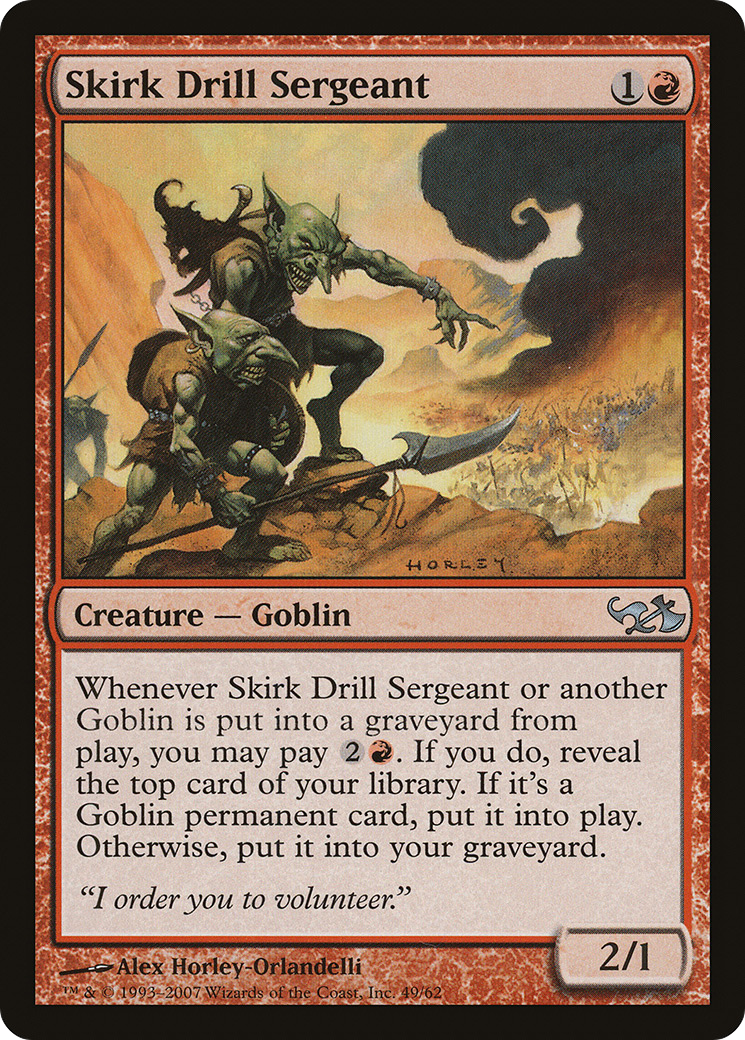 Skirk Drill Sergeant 1
HORLEY
Creature — Goblin
Whenever Skirk Drill Sergeant or another
Goblin is put into a graveyard from
play, you may pay 2. If you do, reveal
the top card of your library. If it's a
Goblin permanent card, put it into play.
Otherwise, put it into your graveyard.
“I order you to volunteer.”
2/1
Alex Horley-Orlandelli
™ & © 1993–2007 Wizards of the Coast, Inc. 49/62